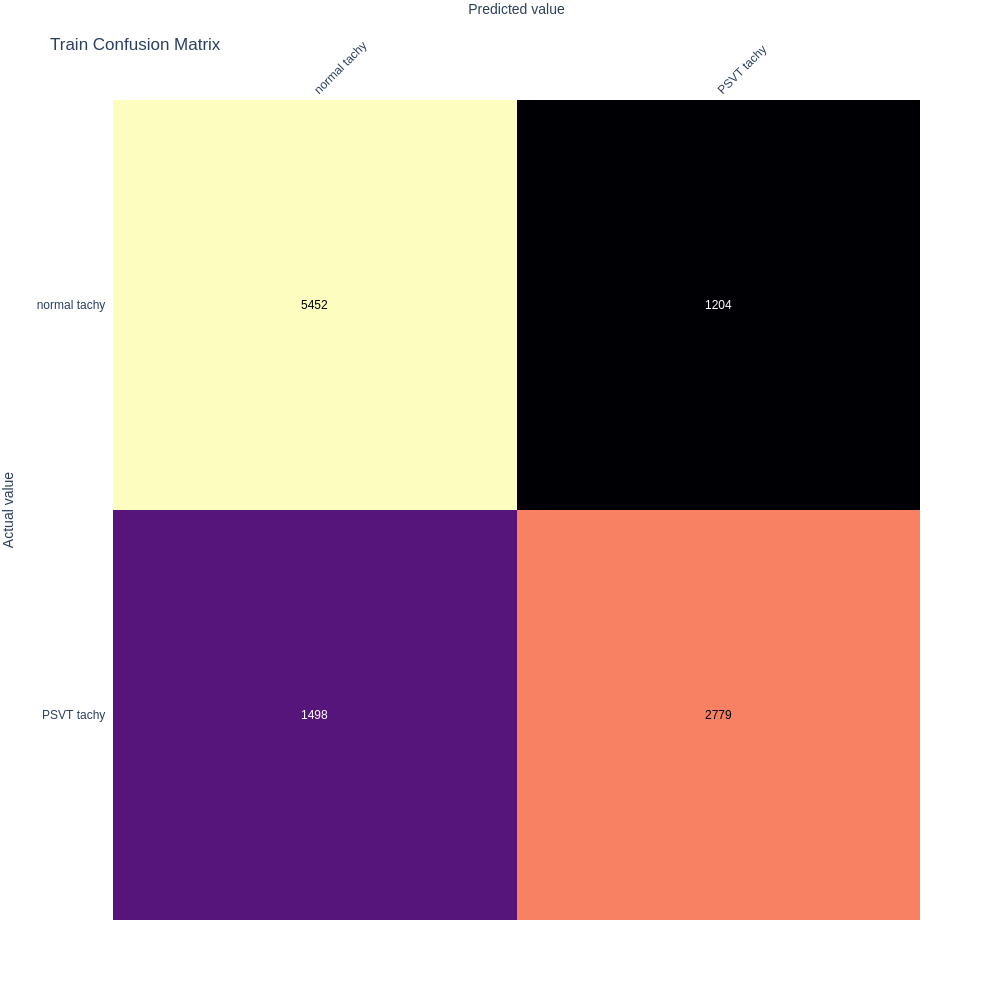 Predicted value
Train Confusion Matrix
normal tachy
PSVT tachy
normal tachy
5452
1204
Actual value
PSVT tachy
1498
2779